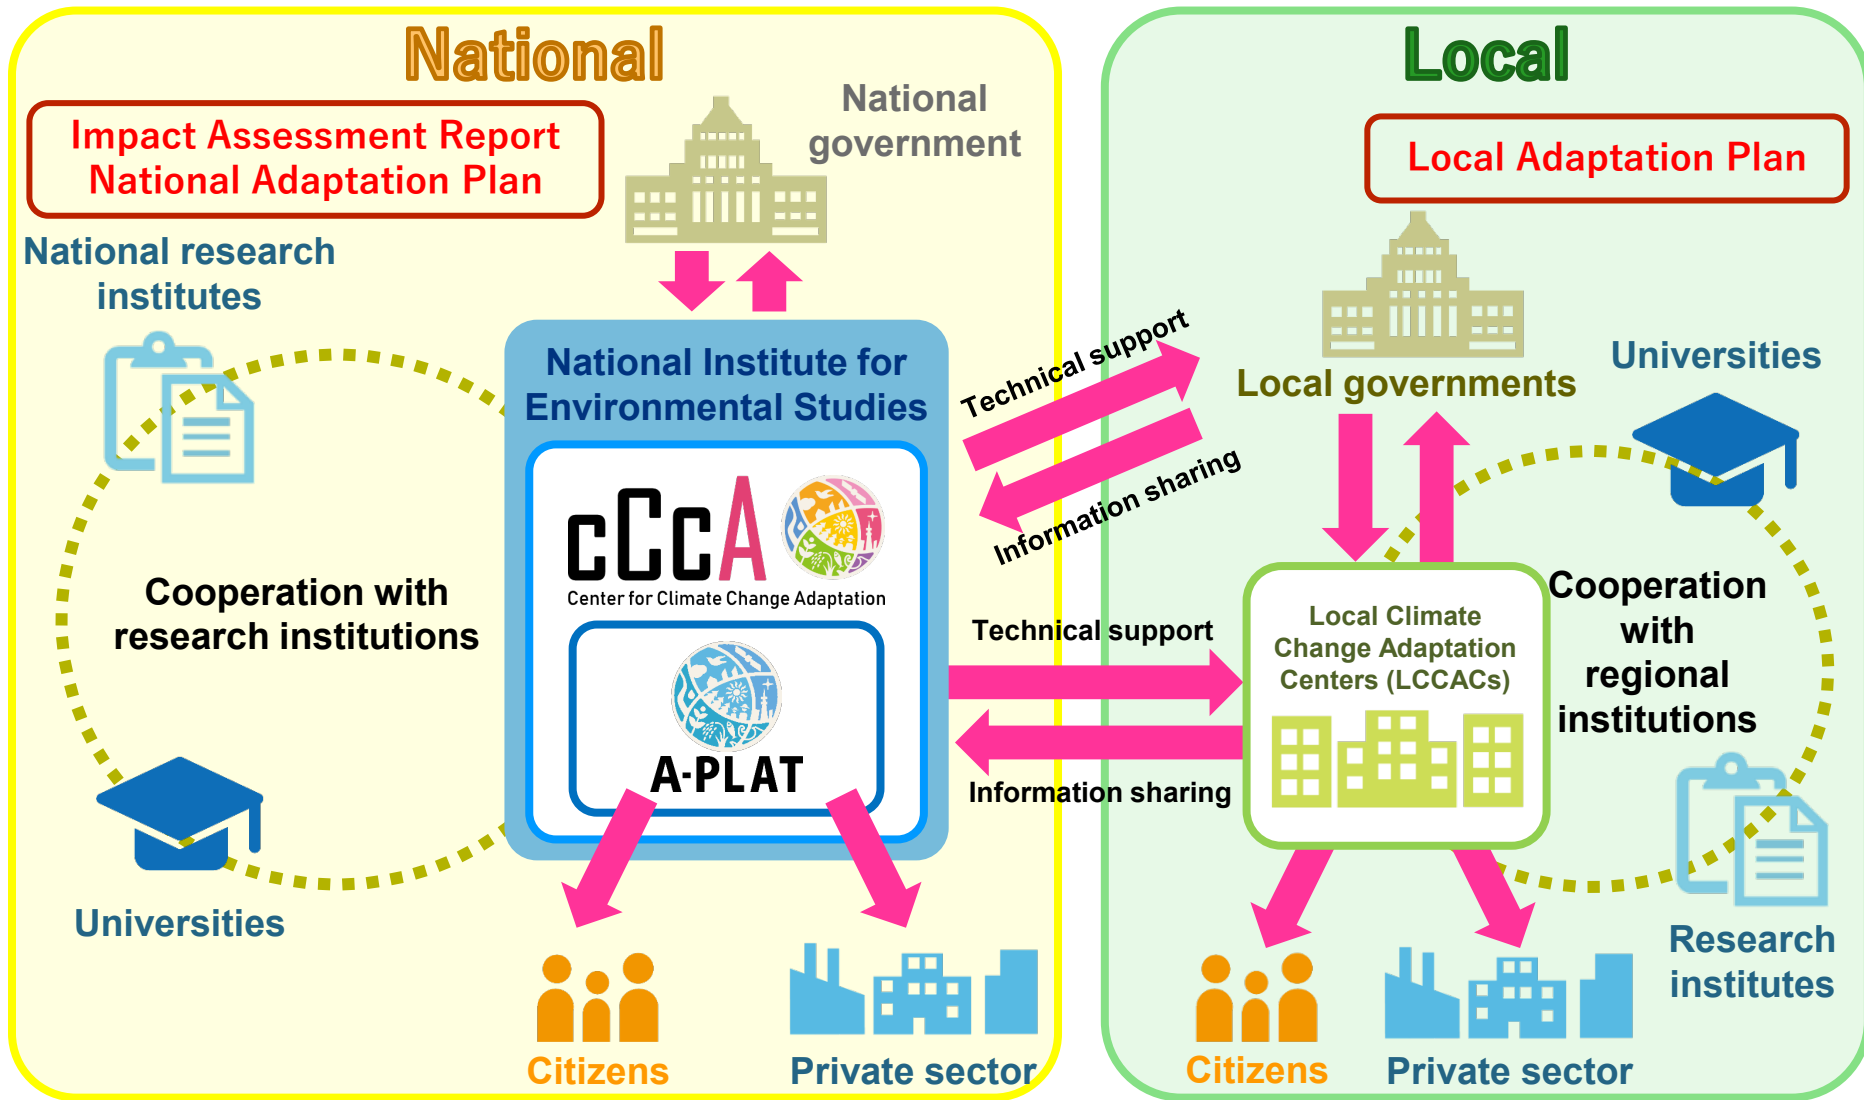 National
Impact Assessment Report
National Adaptation Plan
National
government
National research
institutes
National Institute for
Environmental Studies
cCcA
Center for Climate Change Adaptation
A-PLAT
Cooperation with
research institutions
Universities
Citizens
Private sector
Technical support
Information sharing
Technical support
Information sharing
Local
Local Adaptation Plan
Local governments
Universities
Local Climate
Change Adaptation
Centers (LCCACs)
Cooperation
with
regional
institutions
Research
institutes
Citizens
Private sector